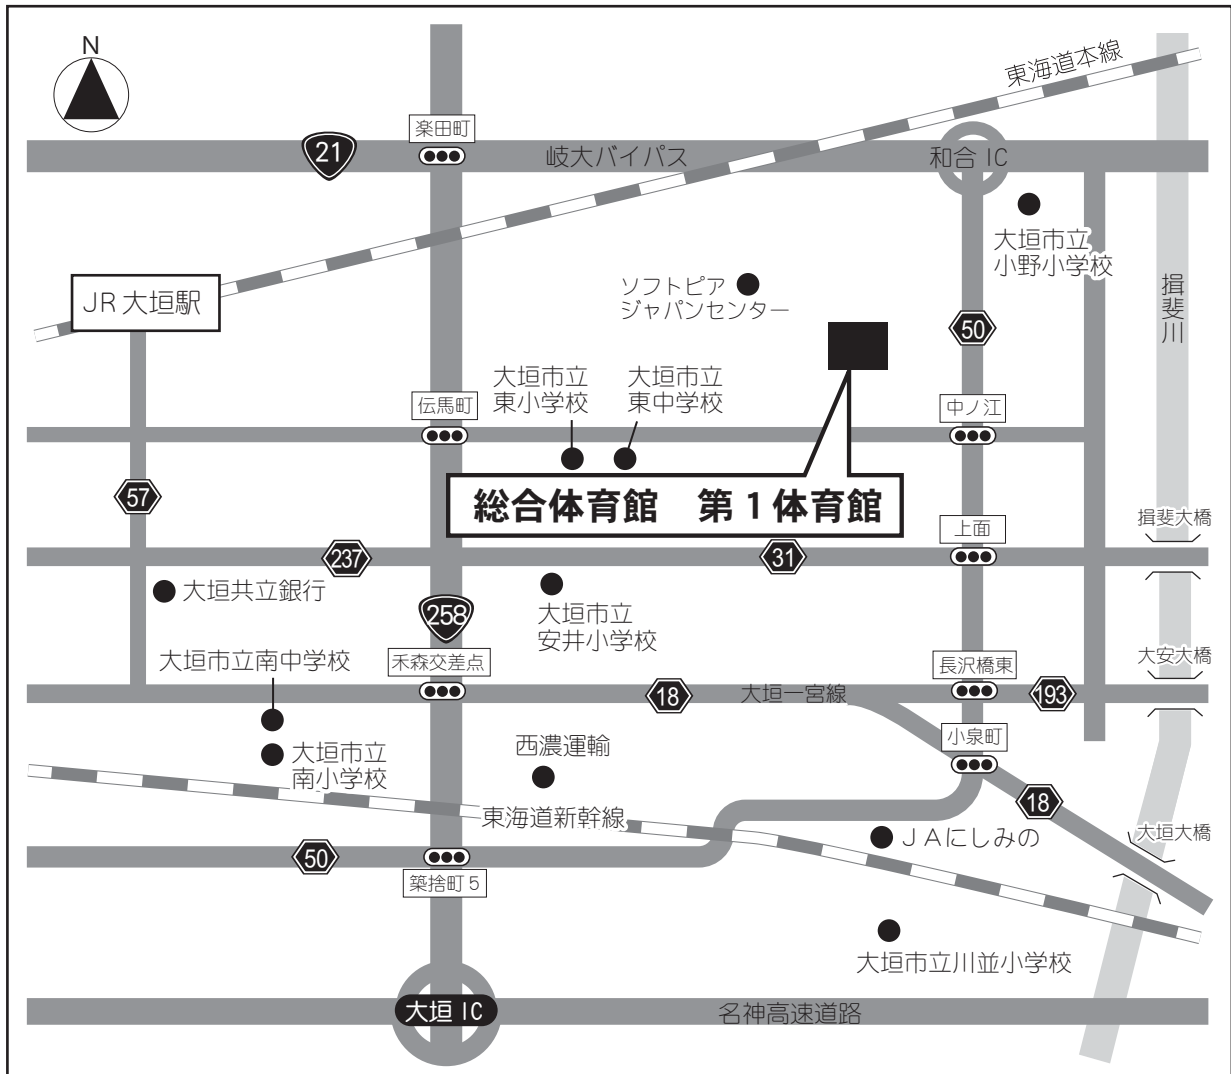 N
東海道本線
楽田町
21
岐大バイパス
和合 IC
大垣市立
小野小学校
JR 大垣駅
ソフトピア
ジャパンセンター
揖斐川
50
大垣市立
東小学校
大垣市立
東中学校
伝馬町
中ノ江
57
総合体育館　第１体育館
揖斐大橋
上面
237
31
大垣共立銀行
258
大垣市立
安井小学校
大垣市立南中学校
禾森交差点
長沢橋東
大安大橋
18
大垣一宮線
193
小泉町
大垣市立
南小学校
西濃運輸
東海道新幹線
18
ＪＡにしみの
大垣大橋
50
築捨町５
大垣市立川並小学校
大垣 IC
名神高速道路